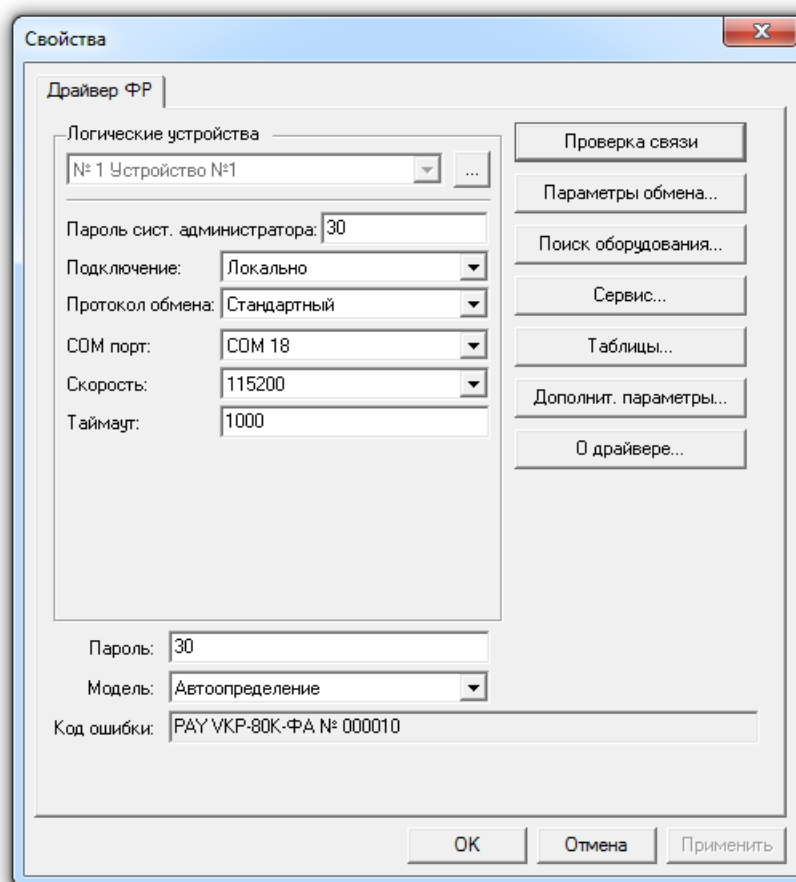 Свойства
Драйвер ФР
Логические устройства
№ 1 Устройство №1
...
Пароль сист. администратора: 30
Подключение: Локально
Протокол обмена: Стандартный
COM порт: COM 18
Скорость: 115200
Таймаут: 1000
Проверка связи
Параметры обмена...
Поиск оборудования...
Сервис...
Таблицы...
Дополнит. параметры...
О драйвере...
Пароль: 30
Модель: Автоопределение
Код ошибки: PAY VKP-80K-ФА № 000010
OK
Отмена
Применить